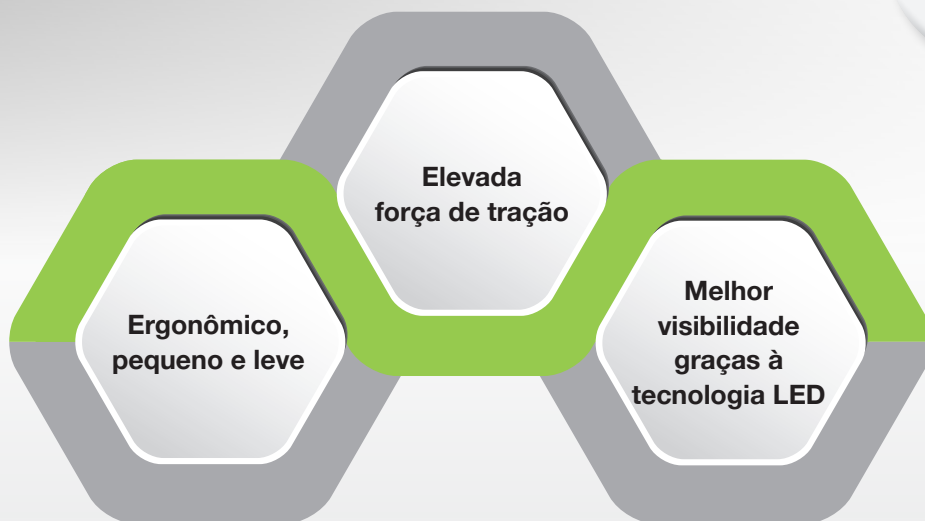 Elevada
força de tração
Ergonômico,
pequeno e leve
Melhor
visibilidade
graças à
tecnologia LED